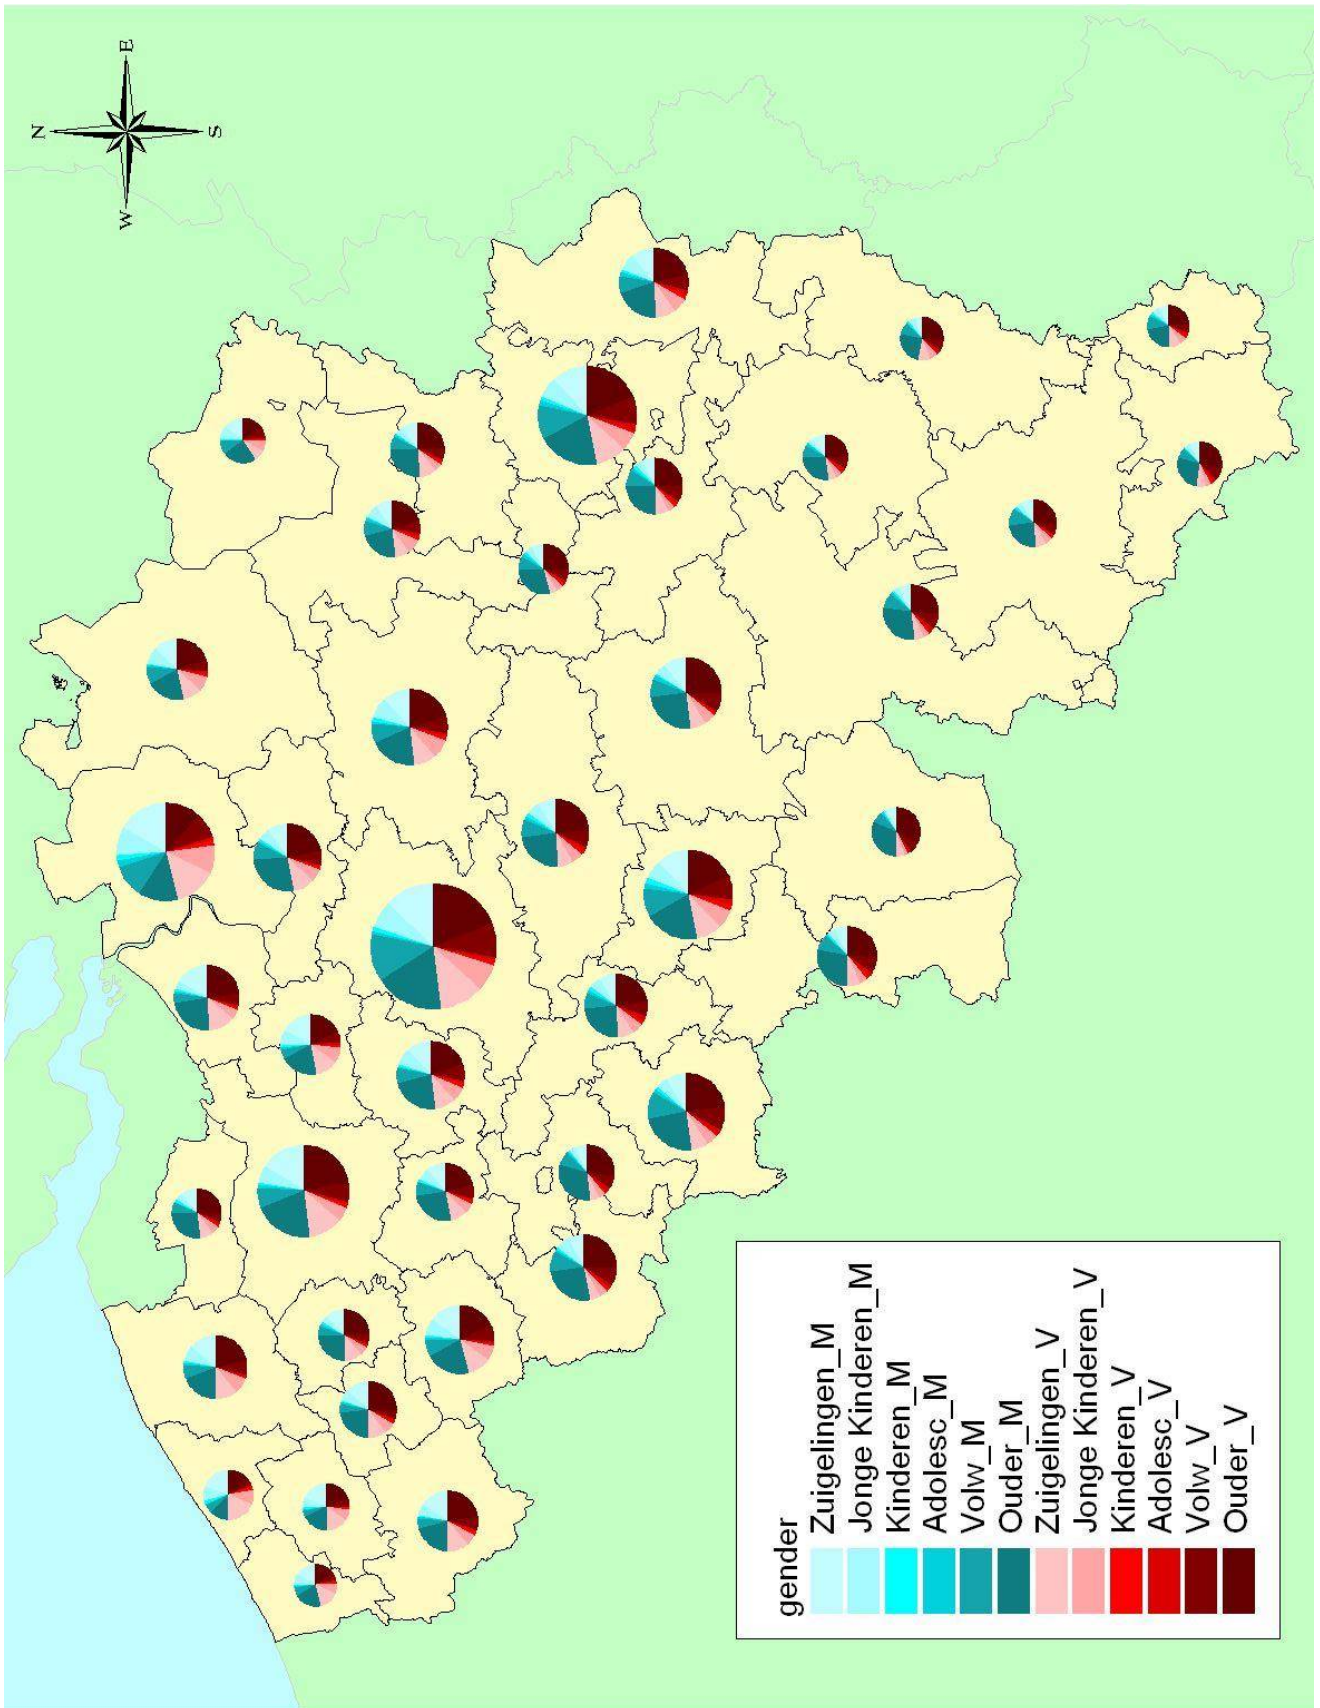 N
E
S
W
gender
Zuigelingen_M
Jonge Kinderen_M
Kinderen_M
Adolesc_M
Volw_M
Ouder_M
Zuigelingen_V
Jonge Kinderen_V
Kinderen_V
Adolesc_V
Volw_V
Ouder_V